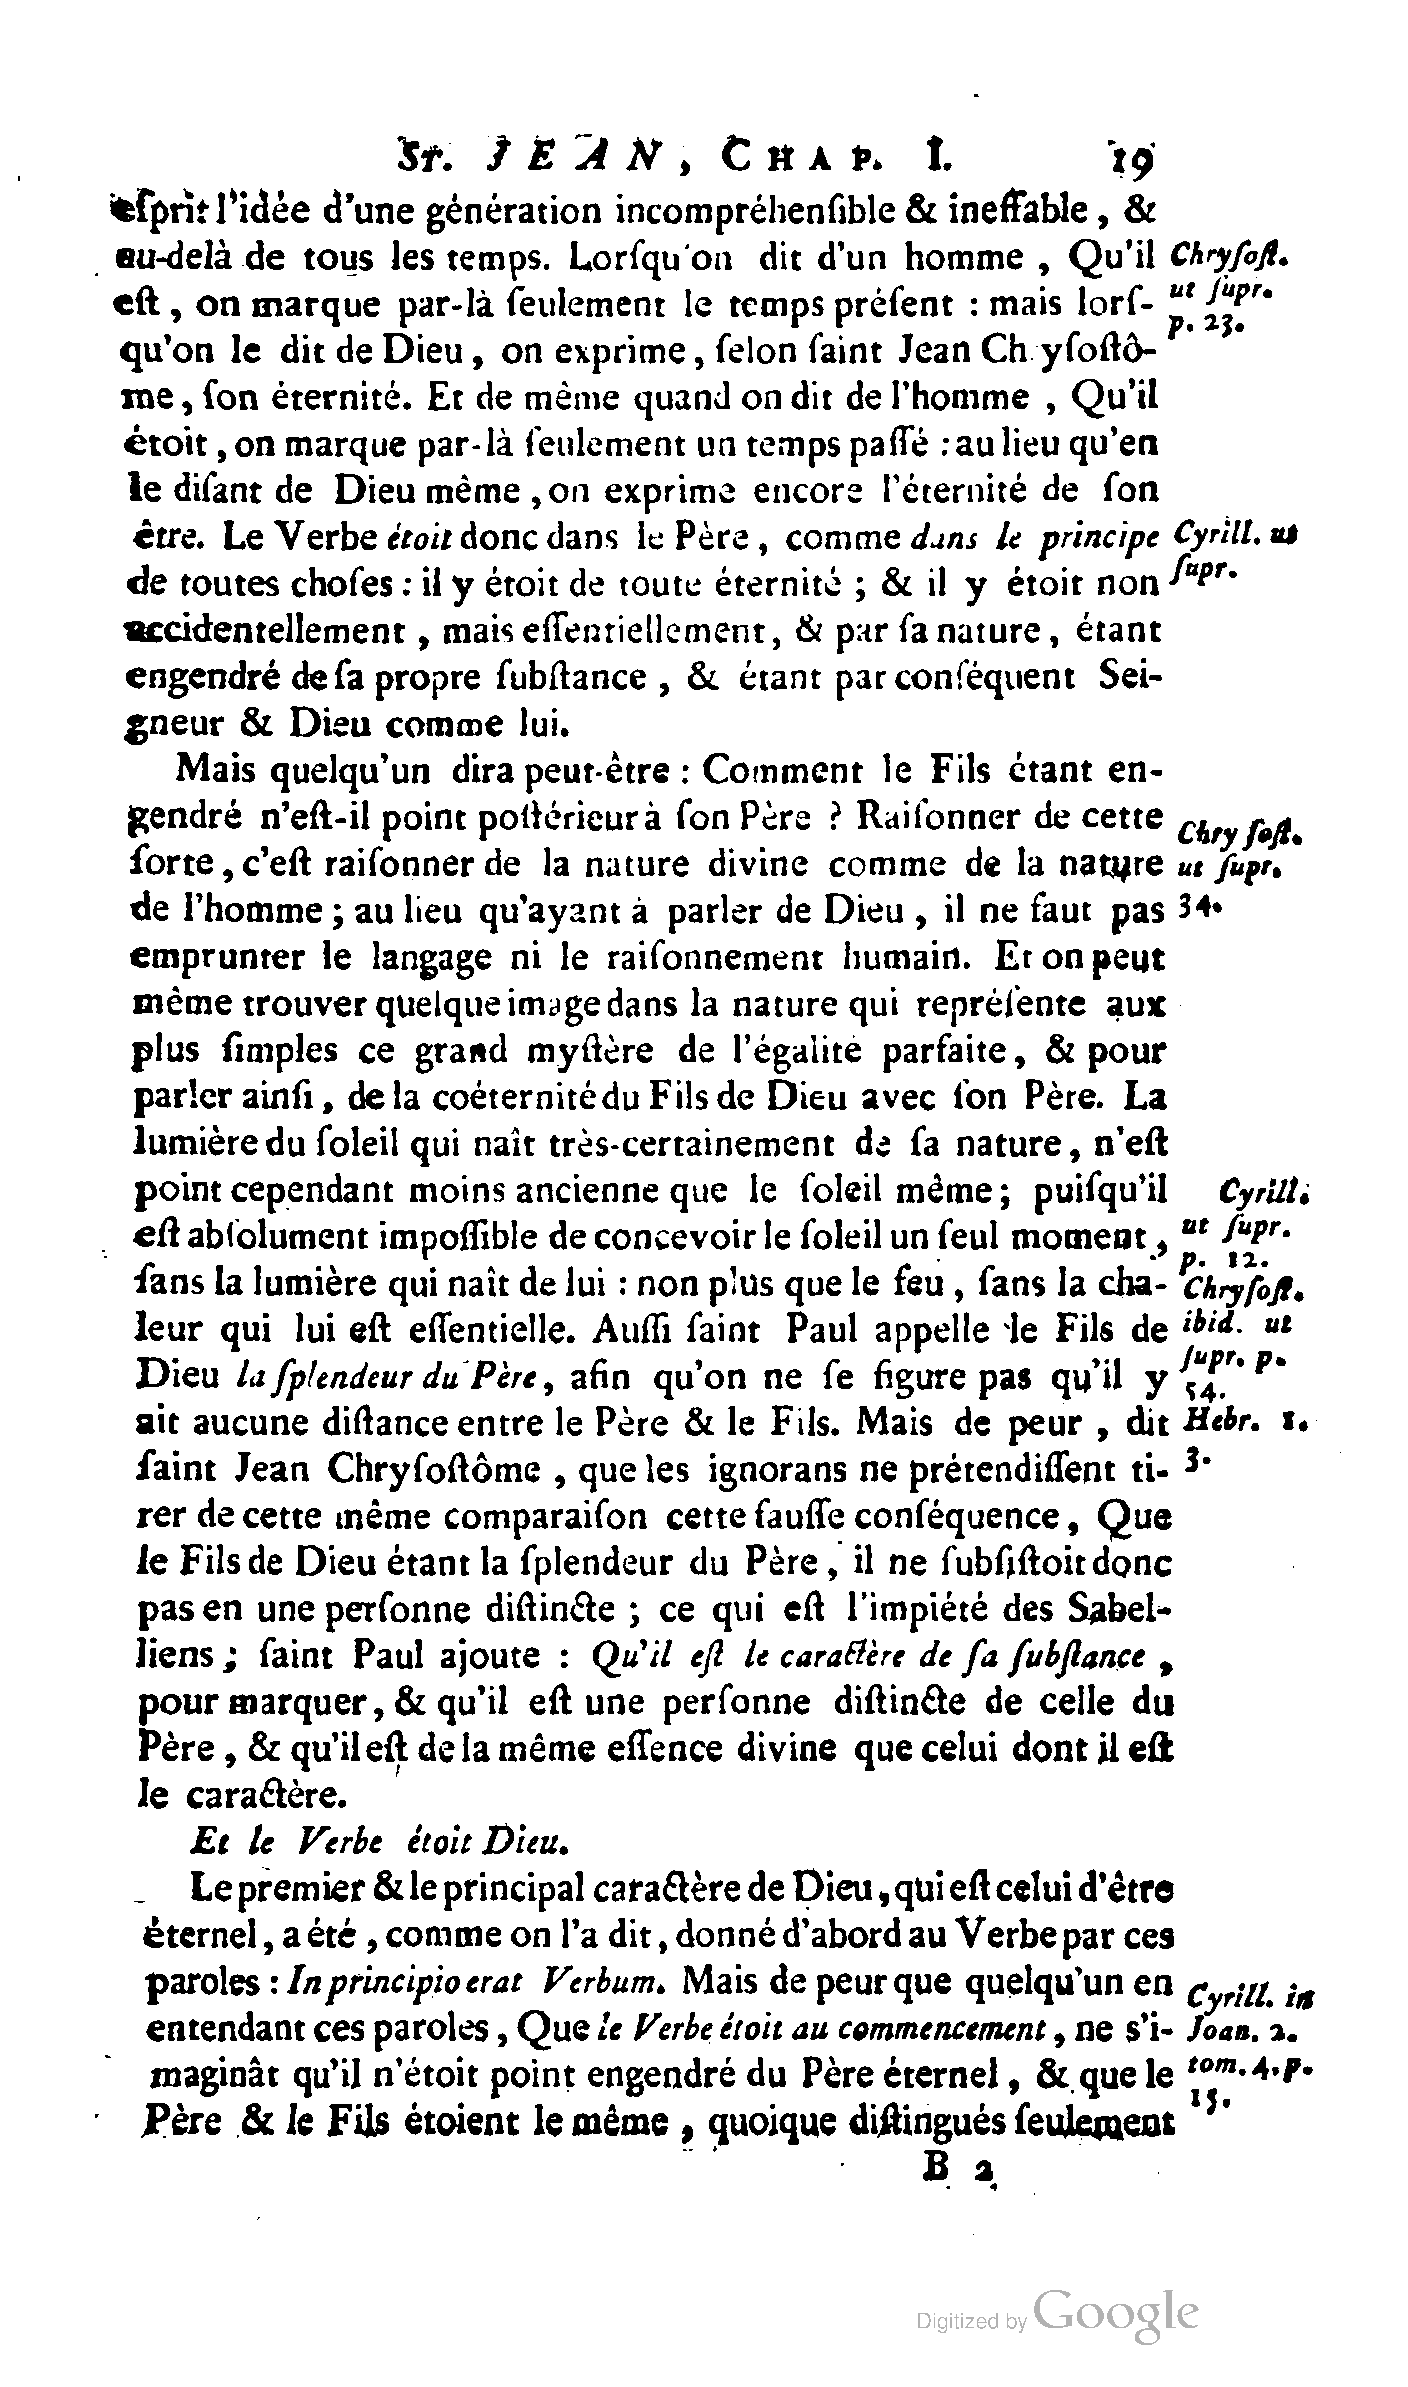 St. JEAN, CHAP. I. 19
esprit l'idée d'une génération incompréhensible & ineffable, &
au-delà de tous les temps. Lorsqu'on dit d'un homme, Qu'il
est, on marque par-là seulement le temps présent : mais lors-
qu'on le dit de Dieu, on exprime, selon saint Jean Chrysostô-
me, son éternité. Et de même quand on dit de l'homme, Qu'il
étoit, on marque par-là seulement un temps passé : au lieu qu'en
le disant de Dieu même, on exprime encore l'éternité de son
être. Le Verbe étoit donc dans le Père, comme dans le principe
de toutes choses : il y étoit de toute éternité ; & il y étoit non
accidentellement, mais essentiellement, & par sa nature, étant
engendré de sa propre substance, & étant par conséquent Sei-
gneur & Dieu comme lui.
Mais quelqu'un dira peut-être : Comment le Fils étant en-
gendré n'est-il point postérieur à son Père ? Raisonner de cette
sorte, c'est raisonner de la nature divine comme de la nature
de l'homme ; au lieu qu'ayant à parler de Dieu, il ne faut pas
emprunter le langage ni le raisonnement humain. Et on peut
même trouver quelque image dans la nature qui représente aux
plus simples ce grand mystère de l'égalité parfaite, & pour
parler ainsi, de la coéternité du Fils de Dieu avec son Père. La
lumière du soleil qui naît très-certainement de sa nature, n'est
point cependant moins ancienne que le soleil même ; puisqu'il
est absolument impossible de concevoir le soleil un seul moment,
sans la lumière qui naît de lui : non plus que le feu, sans la cha-
leur qui lui est essentielle. Aussi saint Paul appelle le Fils de
Dieu la splendeur du Père, afin qu'on ne se figure pas qu'il y
ait aucune distance entre le Père & le Fils. Mais de peur, dit
saint Jean Chrysostôme, que les ignorans ne prétendissent ti-
rer de cette même comparaison cette fausse conséquence, Que
le Fils de Dieu étant la splendeur du Père, il ne subsistoit donc
pas en une personne distincte ; ce qui est l'impiété des Sabel-
liens ; saint Paul ajoute : Qu'il est le caractère de sa substance,
pour marquer, & qu'il est une personne distincte de celle du
Père, & qu'il est de la même essence divine que celui dont il est
le caractère.
Et le Verbe étoit Dieu.
Le premier & le principal caractère de Dieu, qui est celui d'être
éternel, a été, comme on l'a dit, donné d'abord au Verbe par ces
paroles : In principio erat Verbum. Mais de peur que quelqu'un en
entendant ces paroles, Que le Verbe étoit au commencement, ne s'i-
maginât qu'il n'étoit point engendré du Père éternel, & que le
Père & le Fils étoient le même, quoique distingués seulement
B 2
Chrysost.
ut supr.
p. 23.
Cyrill. ut
supr.
Chrysost.
ut supr.
34.
Cyrill.
ut supr.
p. 12.
Chrysost.
ibid. ut
supr. p.
54.
Hebr. 1.
3.
Cyrill. in
Joan. 2.
tom. 4. p.
15.
Digitized by Google